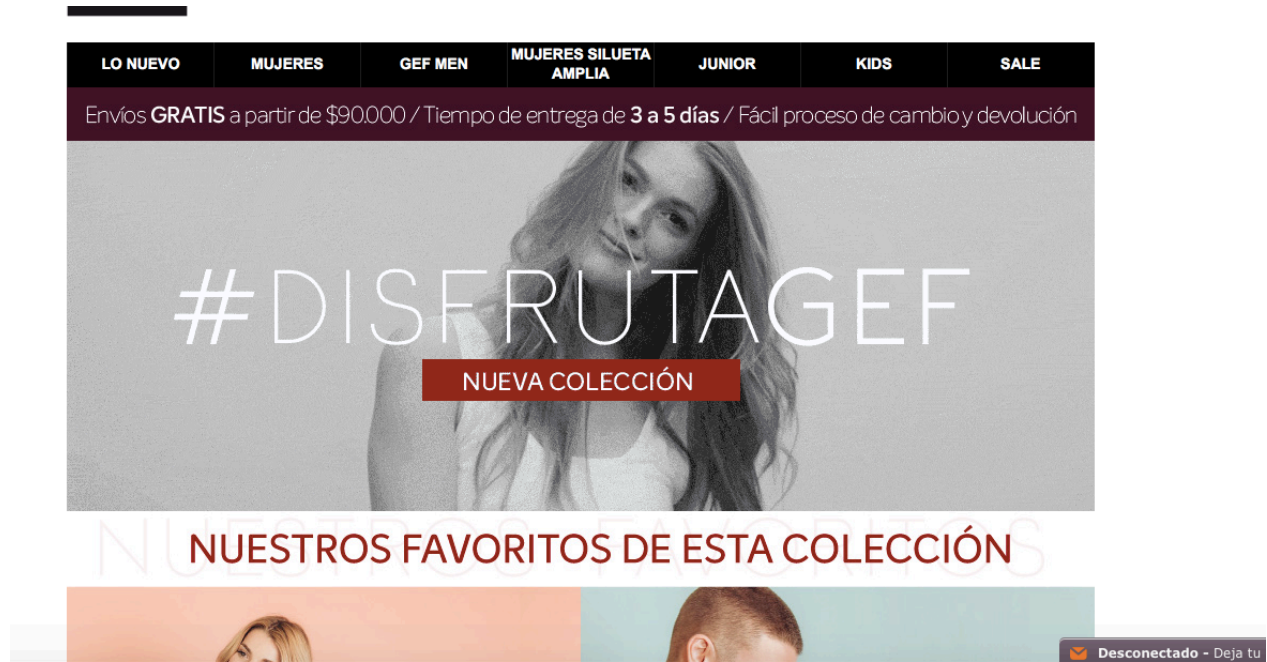 LO NUEVO
MUJERES
GEF MEN
MUJERES SILUETA
AMPLIA
JUNIOR
KIDS
SALE
Envíos GRATIS a partir de $90.000 / Tiempo de entrega de 3 a 5 días / Fácil proceso de cambio y devolución
#DISFRUTAGEF
NUEVA COLECCIÓN
NUESTROS FAVORITOS
NUESTROS FAVORITOS DE ESTA COLECCIÓN
Desconectado - Deja tu